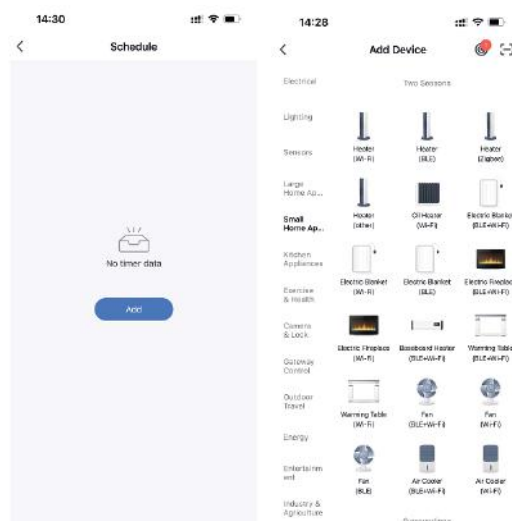 14:30
Schedule
No timer data
Add
14:28
Add Device
Electrical
Lighting
Sensors
Large
Home Ap...
Small
Home Ap...
Kitchen
Appliances
Exercise
& Health
Camera
& Lock
Gateway
Control
Outdoor
Travel
Energy
Entertainm
ent
Industry &
Agriculture
Heater
(Wi-Fi)
Heater
(BLE)
Heater
(Zigbee)
Heater
(other)
Oil Heater
(Wi-Fi)
Electric Blanket
(BLE+Wi-Fi)
Electric Blanket
(Wi-Fi)
Electric Blanket
(BLE)
Electric Fireplace
(BLE+Wi-Fi)
Electric Fireplace
(Wi-Fi)
Baseboard Heater
(BLE+Wi-Fi)
Warming Table
(BLE+Wi-Fi)
Warming Table
(Wi-Fi)
Fan
(BLE+Wi-Fi)
Fan
(Wi-Fi)
Fan
(BLE)
Air Cooler
(BLE+Wi-Fi)
Air Cooler
(Wi-Fi)